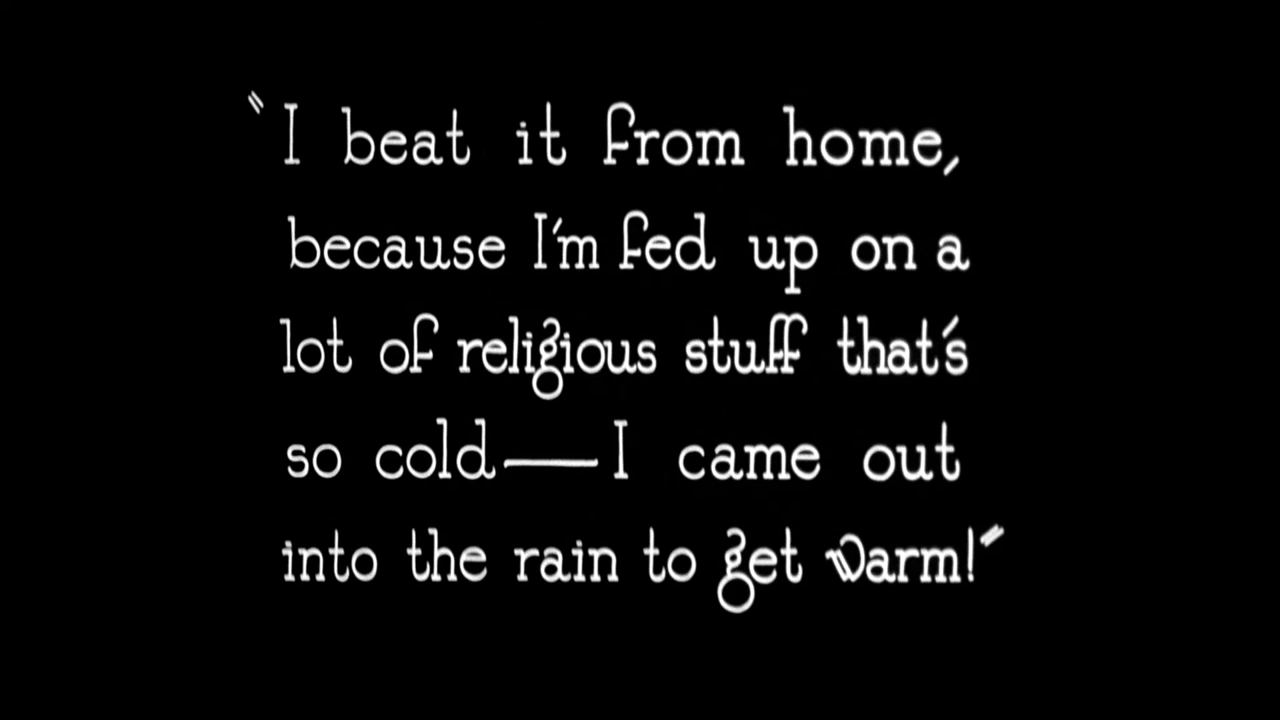 "I beat it from home,
because I'm fed up on a
lot of religious stuff that's
so cold—I came out
into the rain to get warm!"